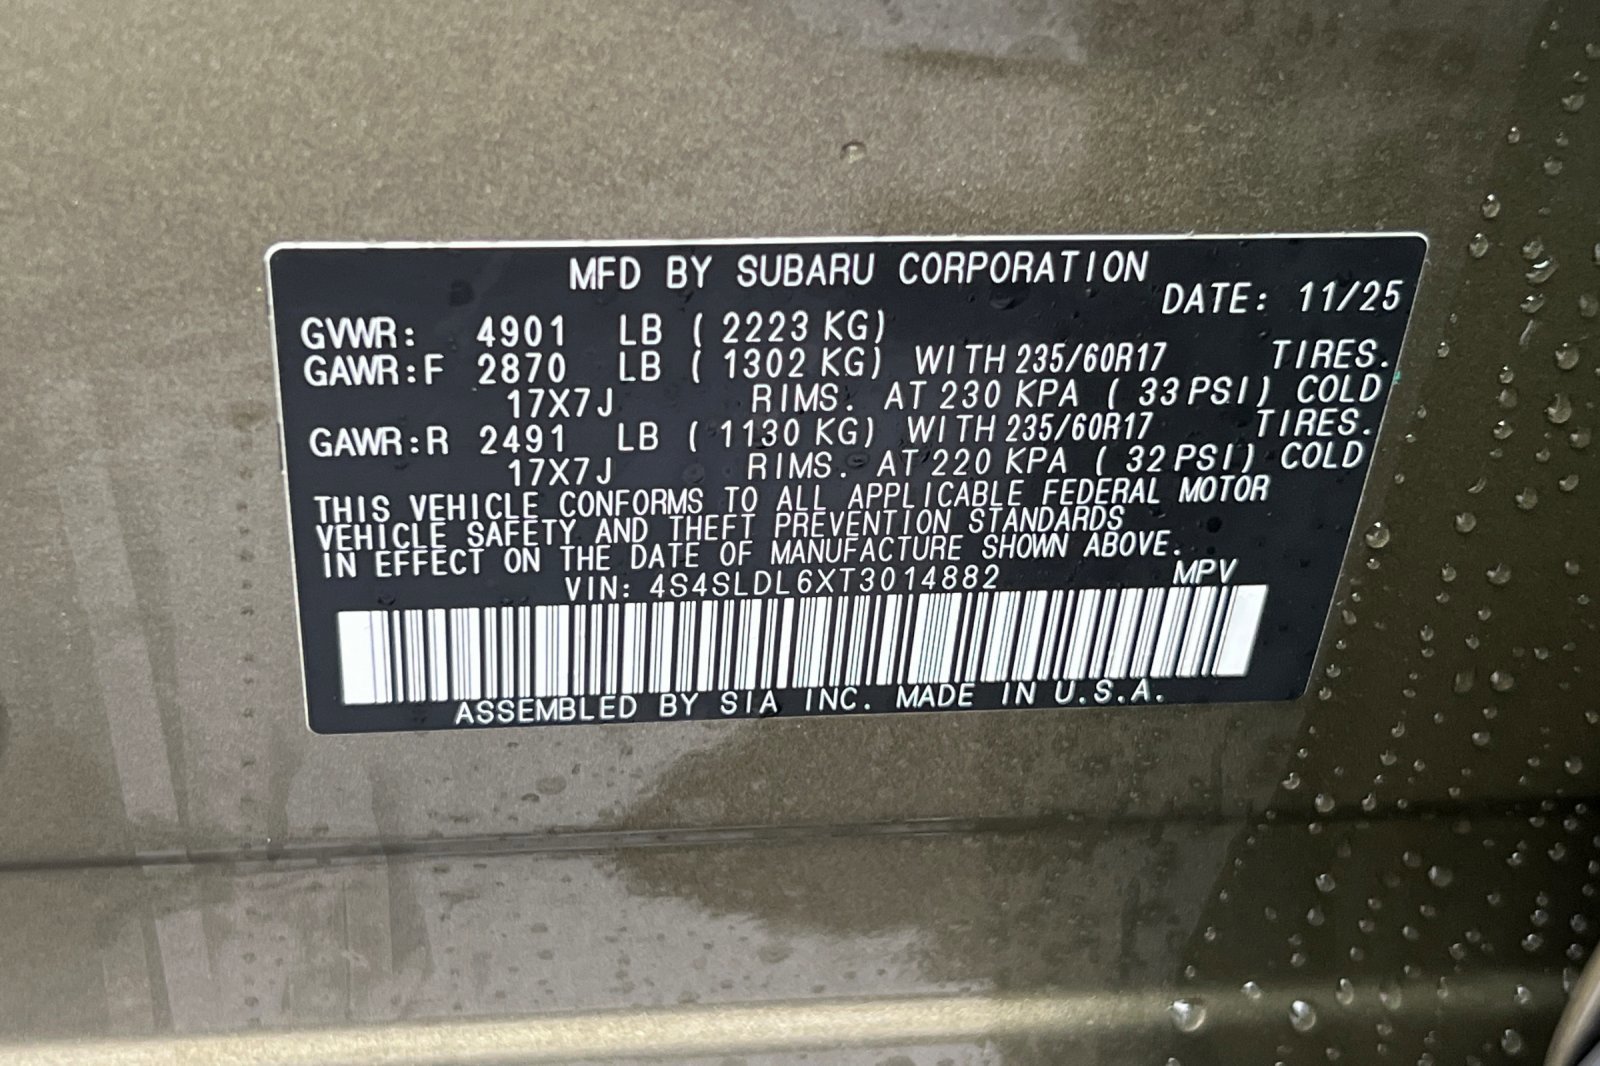 MFD BY SUBARU CORPORATION
DATE: 11/25
GVWR: 4901 LB ( 2223 KG)
GAWR:F 2870 LB ( 1302 KG) WITH 235/60R17 TIRES.
17X7J RIMS. AT 230 KPA ( 33 PSI) COLD
GAWR:R 2491 LB ( 1130 KG) WITH 235/60R17 TIRES.
17X7J RIMS. AT 220 KPA ( 32 PSI) COLD
THIS VEHICLE CONFORMS TO ALL APPLICABLE FEDERAL MOTOR
VEHICLE SAFETY AND THEFT PREVENTION STANDARDS
IN EFFECT ON THE DATE OF MANUFACTURE SHOWN ABOVE.
VIN: 4S4SLDL6XT3014882 MPV
ASSEMBLED BY SIA INC. MADE IN U.S.A.